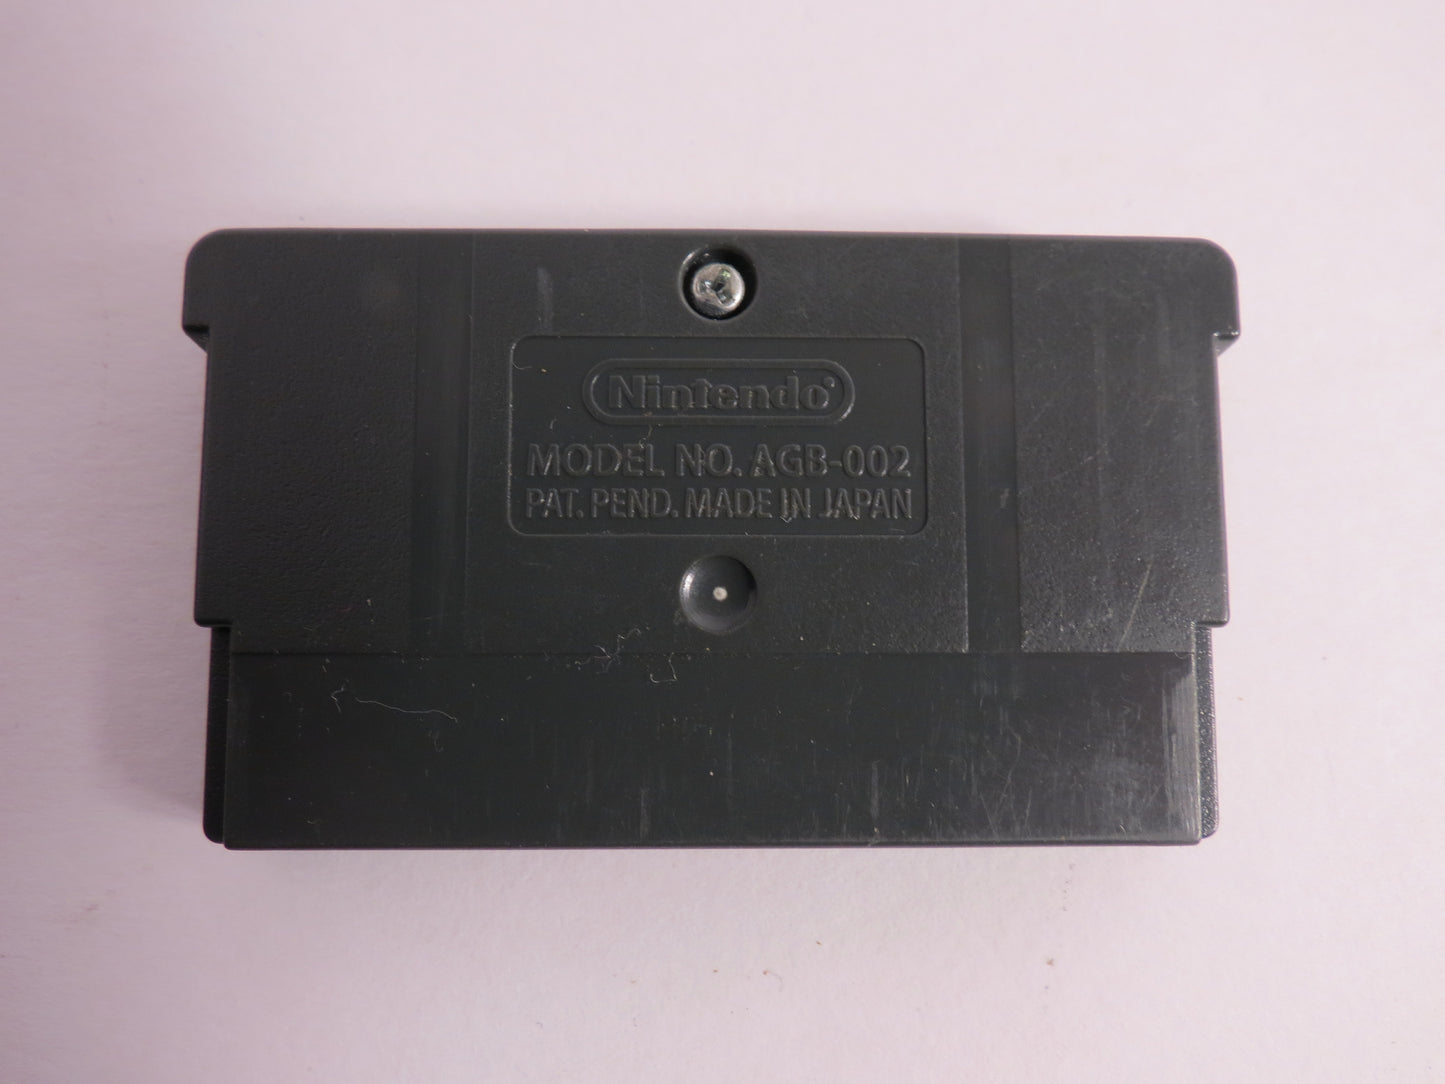 Nintendo®
MODEL NO. AGB-002
PAT. PEND. MADE IN JAPAN